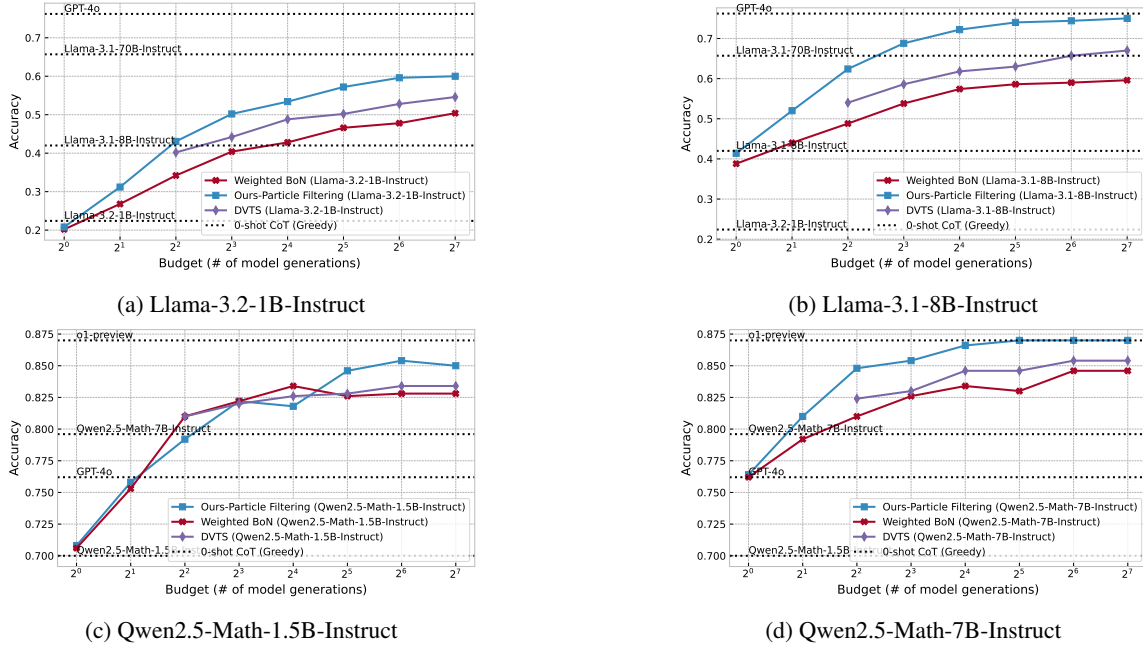 GPT-4o
0.7
Llama-3.1-70B-Instruct
0.6
0.5
Llama-3.1-8B-Instruct
0.4
0.3
Llama-3.2-1B-Instruct
0.2
Accuracy
Weighted BoN (Llama-3.2-1B-Instruct)
Ours-Particle Filtering (Llama-3.2-1B-Instruct)
DVTS (Llama-3.2-1B-Instruct)
0-shot CoT (Greedy)
2^0 2^1 2^2 2^3 2^4 2^5 2^6 2^7
Budget (# of model generations)
(a) Llama-3.2-1B-Instruct
GPT-4o
0.7
Llama-3.1-70B-Instruct
0.6
0.5
Llama-3.1-8B-Instruct
0.4
0.3
Llama-3.2-1B-Instruct
0.2
Accuracy
Weighted BoN (Llama-3.1-8B-Instruct)
Ours-Particle Filtering (Llama-3.1-8B-Instruct)
DVTS (Llama-3.1-8B-Instruct)
0-shot CoT (Greedy)
2^0 2^1 2^2 2^3 2^4 2^5 2^6 2^7
Budget (# of model generations)
(b) Llama-3.1-8B-Instruct
0.875
o1-preview
0.850
0.825
0.800
Qwen2.5-Math-7B-Instruct
0.775
GPT-4o
0.750
0.725
0.700
Qwen2.5-Math-1.5B-Instruct
Accuracy
Ours-Particle Filtering (Qwen2.5-Math-1.5B-Instruct)
Weighted BoN (Qwen2.5-Math-1.5B-Instruct)
DVTS (Qwen2.5-Math-1.5B-Instruct)
0-shot CoT (Greedy)
2^0 2^1 2^2 2^3 2^4 2^5 2^6 2^7
Budget (# of model generations)
(c) Qwen2.5-Math-1.5B-Instruct
0.875
o1-preview
0.850
0.825
0.800
Qwen2.5-Math-7B-Instruct
0.775
GPT-4o
0.750
0.725
0.700
Qwen2.5-Math-1.5B-Instruct
Accuracy
Ours-Particle Filtering (Qwen2.5-Math-7B-Instruct)
Weighted BoN (Qwen2.5-Math-7B-Instruct)
DVTS (Qwen2.5-Math-7B-Instruct)
0-shot CoT (Greedy)
2^0 2^1 2^2 2^3 2^4 2^5 2^6 2^7
Budget (# of model generations)
(d) Qwen2.5-Math-7B-Instruct